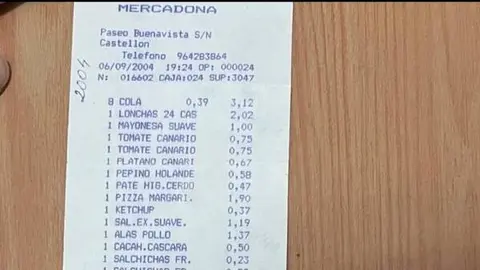 MERCADONA
Paseo Buenavista S/N
Castellon
Telefono 964283864
06/09/2004 19:24 OP: 000024
N: 016602 CAJA:024 SUP:3047
2004
8 COLA 0,39 3,12
1 LONCHAS 24 CAS 2,02
1 MAYONESA SUAVE 1,00
1 TOMATE CANARIO 0,75
1 TOMATE CANARIO 0,75
1 PLATANO CANARI 0,67
1 PEPINO HOLANDE 0,58
1 PATE HIG.CERDO 0,47
1 PIZZA MARGARI. 1,90
1 KETCHUP 0,37
1 SAL.EX.SUAVE. 1,19
1 ALAS POLLO 1,37
1 CACAH.CASCARA 0,50
1 SALCHICHAS FR. 0,23
1 SALCHICHAS FR.